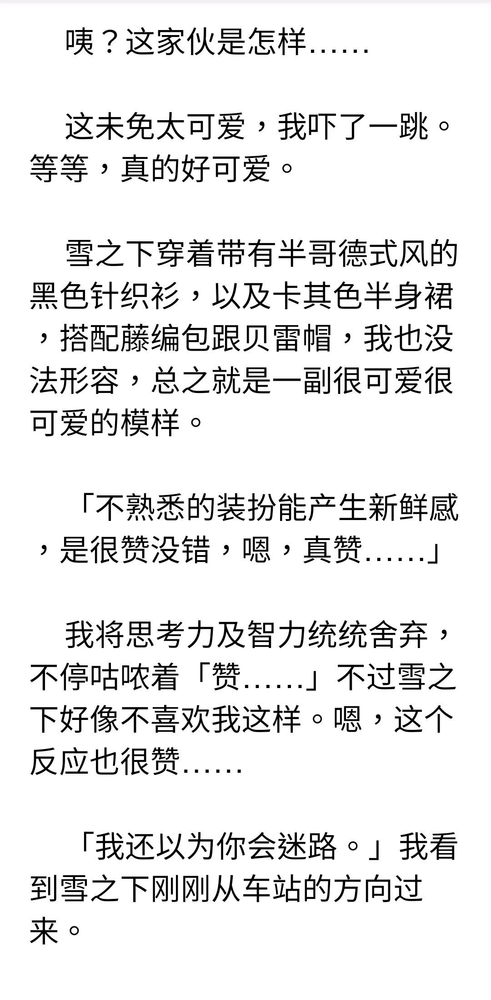 咦？这家伙是怎样……
这未免太可爱，我吓了一跳。
等等，真的好可爱。
雪之下穿着带有半哥德式风的
黑色针织衫，以及卡其色半身裙
，搭配藤编包跟贝雷帽，我也没
法形容，总之就是一副很可爱很
可爱的模样。
「不熟悉的装扮能产生新鲜感
，是很赞没错，嗯，真赞……」
我将思考力及智力统统舍弃，
不停咕哝着「赞……」不过雪之
下好像不喜欢我这样。嗯，这个
反应也很赞……
「我还以为你会迷路。」我看
到雪之下刚刚从车站的方向过
来。